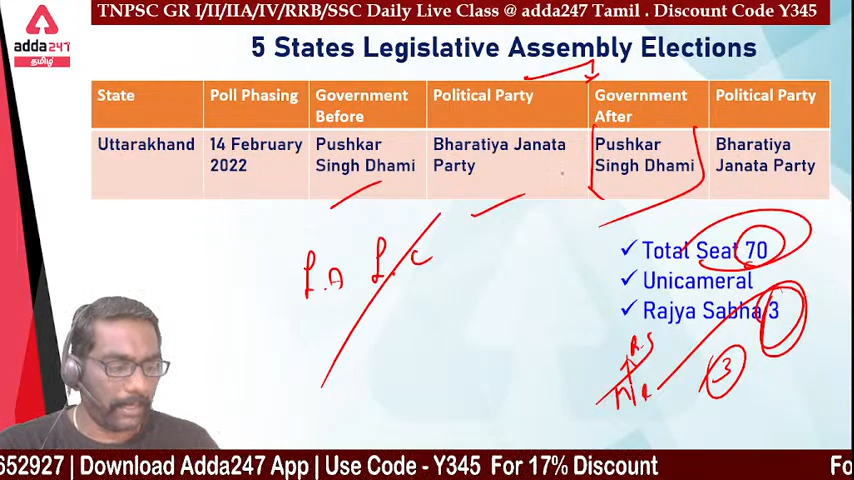 TNPSC GR I/II/IIA/IV/RRB/SSC Daily Live Class @ adda247 Tamil . Discount Code Y345
adda247
தமிழ்
5 States Legislative Assembly Elections
State Poll Phasing Government Before Political Party Government After Political Party
Uttarakhand 14 February 2022 Pushkar Singh Dhami Bharatiya Janata Party Pushkar Singh Dhami Bharatiya Janata Party
✓ Total Seat 70
✓ Unicameral
✓ Rajya Sabha 3
L.A L.C
R.S
3
652927 | Download Adda247 App | Use Code - Y345 For 17% Discount Fo